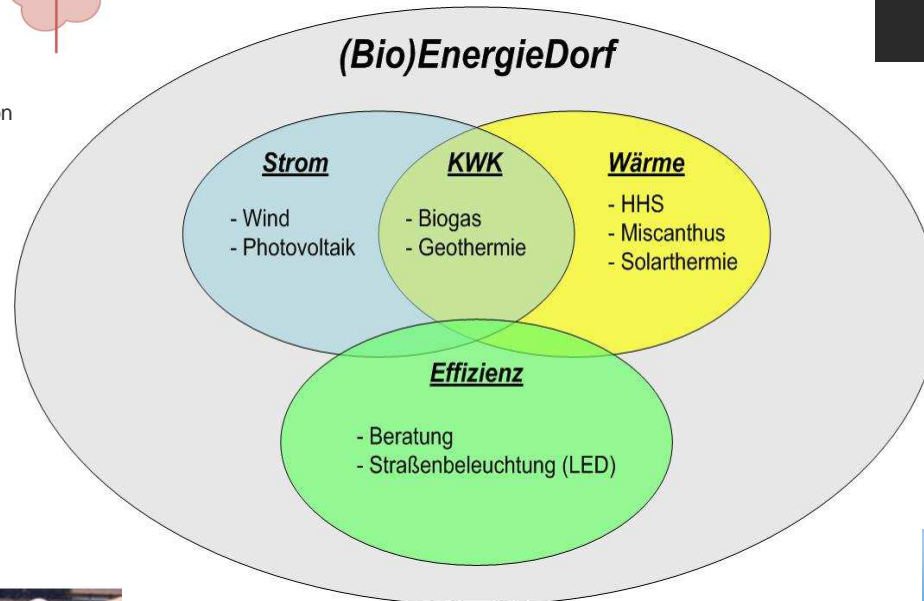 (Bio)EnergieDorf
n
Strom
- Wind
- Photovoltaik
KWK
- Biogas
- Geothermie
Wärme
- HHS
- Miscanthus
- Solarthermie
Effizienz
- Beratung
- Straßenbeleuchtung (LED)